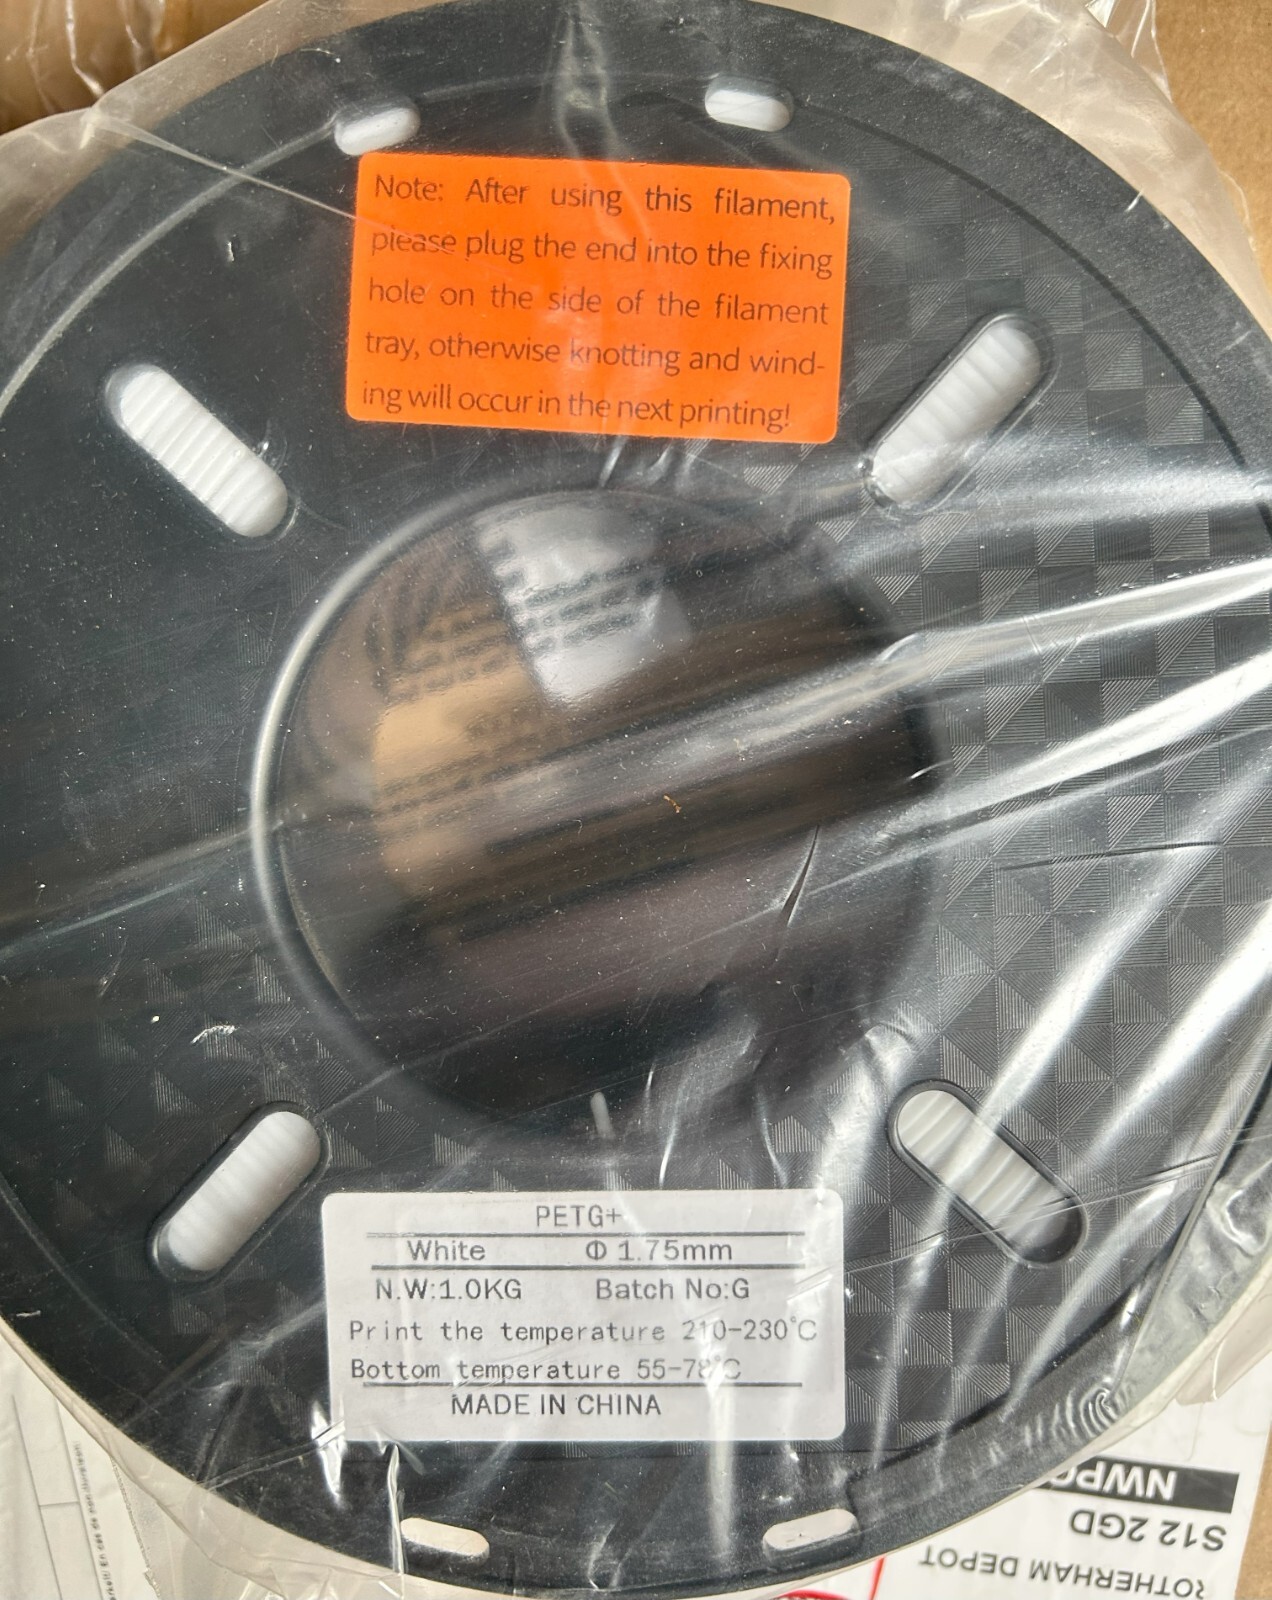 Note: After using this filament,
please plug the end into the fixing
hole on the side of the filament
tray, otherwise knotting and wind-
ing will occur in the next printing!
PETG+
White Φ 1.75mm
N.W:1.0KG Batch No:G
Print the temperature 210-230℃
Bottom temperature 55-78℃
MADE IN CHINA
NWPO
S12 2GD
ROTHERHAM DEPOT